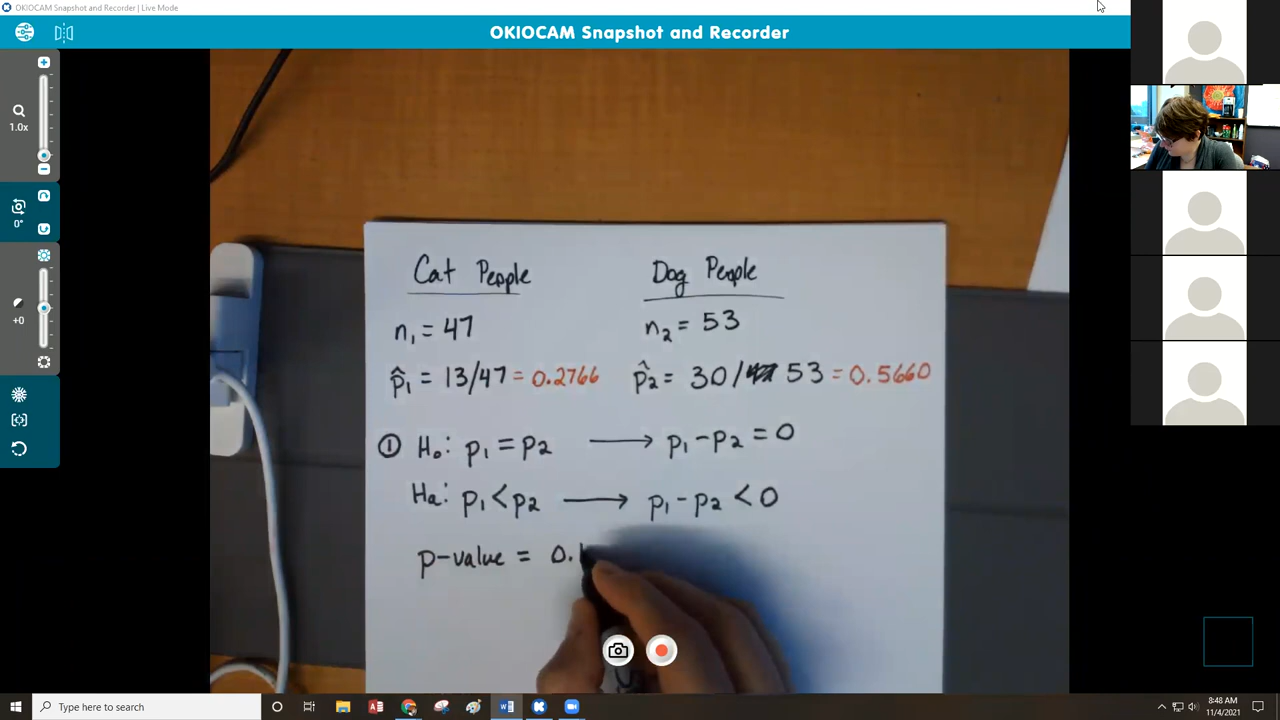 OKIOCAM Snapshot and Recorder | Live Mode
OKIOCAM Snapshot and Recorder
1.0x
0°
+0
Cat People
Dog People
n₁ = 47
n₂ = 53
p̂₁ = 13/47 = 0.2766
p̂₂ = 30/ 53 = 0.5660
① H₀: p₁ = p₂ → p₁ - p₂ = 0
Ha: p₁ < p₂ → p₁ - p₂ < 0
p-value = 0.
Type here to search
8:48 AM
11/4/2021